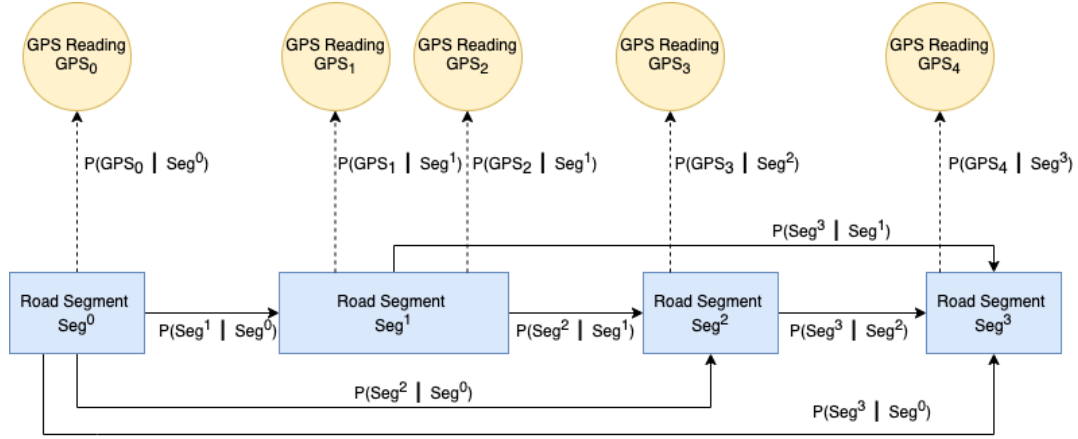 GPS Reading
GPS₀
GPS Reading
GPS₁
GPS Reading
GPS₂
GPS Reading
GPS₃
GPS Reading
GPS₄
P(GPS₀ | Seg⁰)
P(GPS₁ | Seg¹)
P(GPS₂ | Seg¹)
P(GPS₃ | Seg²)
P(GPS₄ | Seg³)
P(Seg³ | Seg¹)
Road Segment
Seg⁰
P(Seg¹ | Seg⁰)
Road Segment
Seg¹
P(Seg² | Seg¹)
Road Segment
Seg²
P(Seg³ | Seg²)
Road Segment
Seg³
P(Seg² | Seg⁰)
P(Seg³ | Seg⁰)